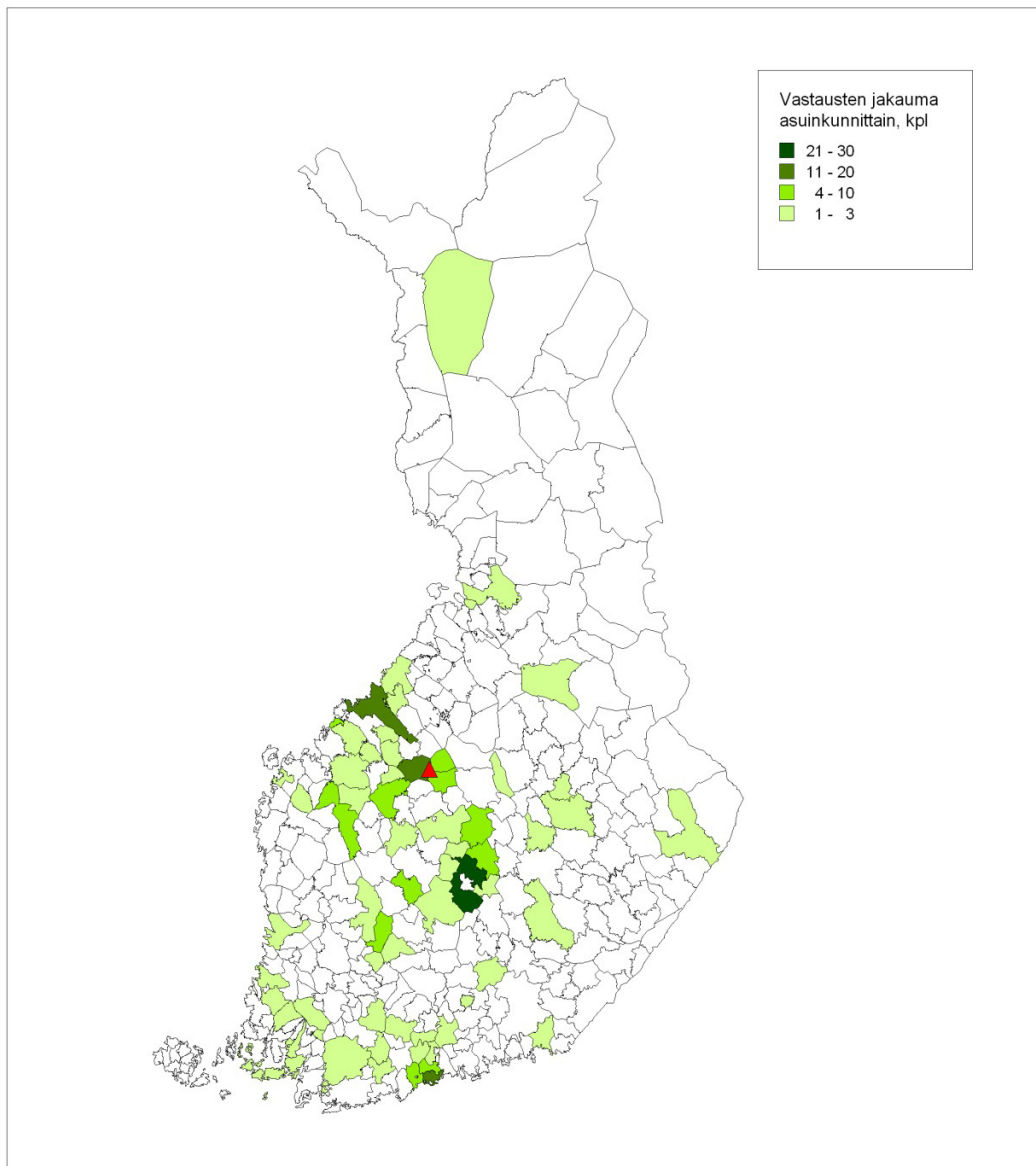 Vastausten jakauma
asuinkunnittain, kpl
21 - 30
11 - 20
4 - 10
1 - 3